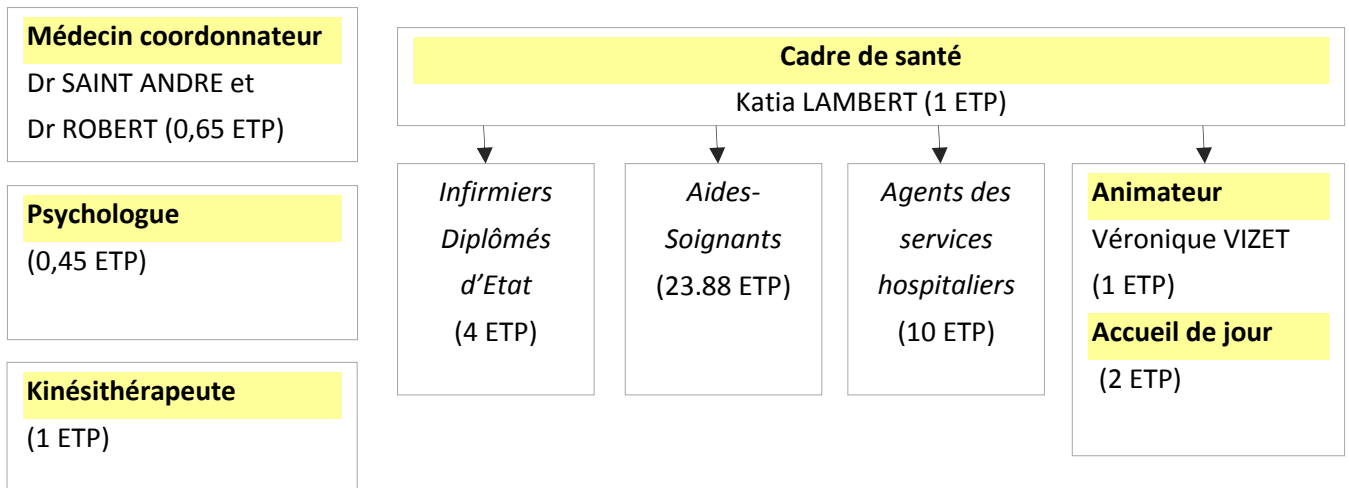 Médecin coordonnateur
Dr SAINT ANDRE et
Dr ROBERT (0,65 ETP)
Psychologue
(0,45 ETP)
Kinésithérapeute
(1 ETP)
Cadre de santé
Katia LAMBERT (1 ETP)
Infirmiers
Diplômés
d’Etat
(4 ETP)
Aides-
Soignants
(23.88 ETP)
Agents des
services
hospitaliers
(10 ETP)
Animateur
Véronique VIZET
(1 ETP)
Accueil de jour
(2 ETP)